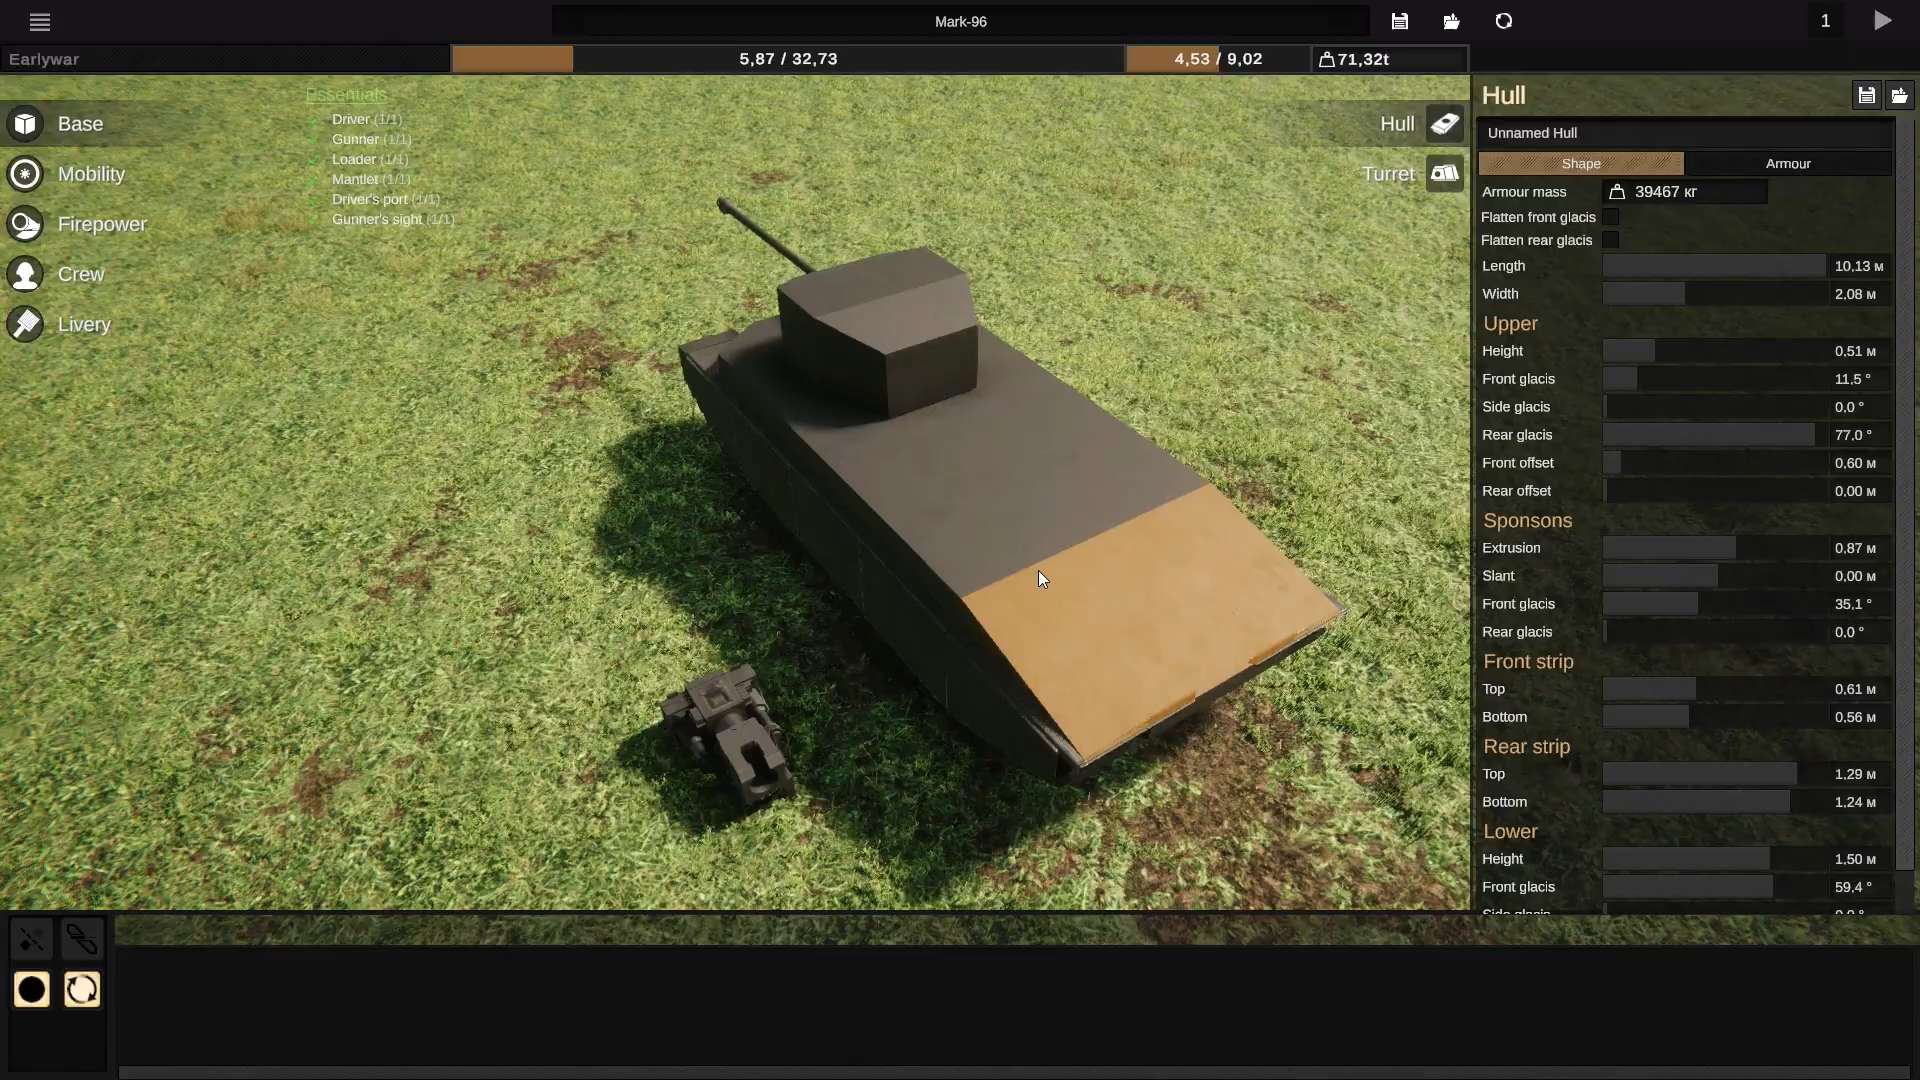 Mark-96
1
Earlywar
5,87 / 32,73
4,53 / 9,02
71,32t
Essentials
Driver (1/1)
Gunner (1/1)
Loader (1/1)
Mantlet (1/1)
Driver's port (1/1)
Gunner's sight (1/1)
Base
Mobility
Firepower
Crew
Livery
Hull
Turret
Hull
Unnamed Hull
Shape
Armour
Armour mass 39467 кг
Flatten front glacis
Flatten rear glacis
Length 10,13 м
Width 2,08 м
Upper
Height 0,51 м
Front glacis 11,5 °
Side glacis 0,0 °
Rear glacis 77,0 °
Front offset 0,60 м
Rear offset 0,00 м
Sponsons
Extrusion 0,87 м
Slant 0,00 м
Front glacis 35,1 °
Rear glacis 0,0 °
Front strip
Top 0,61 м
Bottom 0,56 м
Rear strip
Top 1,29 м
Bottom 1,24 м
Lower
Height 1,50 м
Front glacis 59,4 °
Side glacis 0,0 °